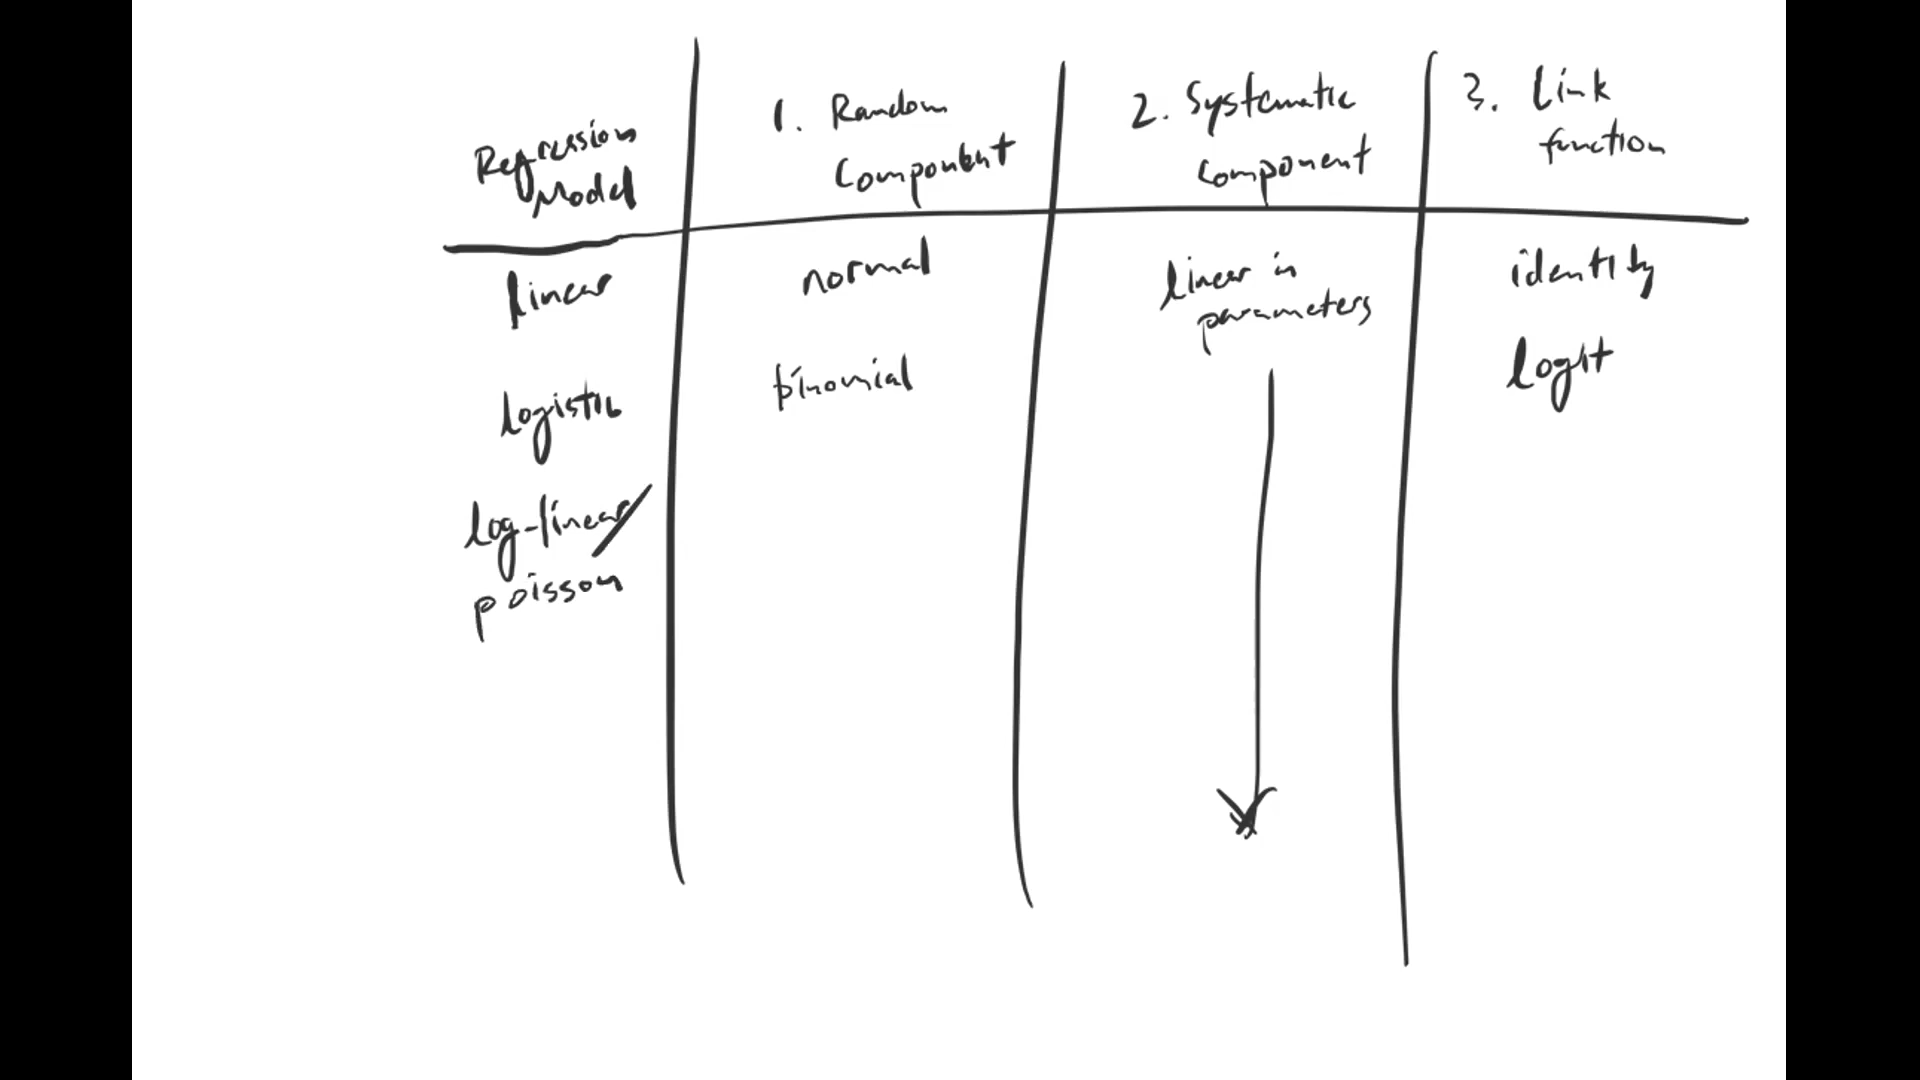 Regression
Model
1. Random
Component
2. Systematic
component
3. Link
function
linear
normal
linear in
parameters
identity
logistic
binomial
logit
log-linear/
poisson